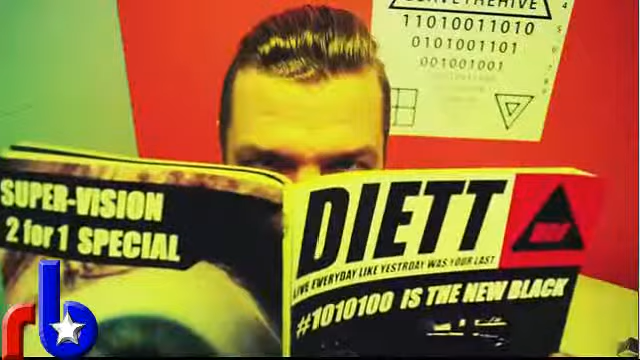 SERVETHEHIVE
11010011010
0101001101
001001001
SUPER-VISION
2 for 1 SPECIAL
DIETT
LIVE EVERYDAY LIKE YESTRDAY WAS YOUR LAST
#1010100 IS THE NEW BLACK
rb